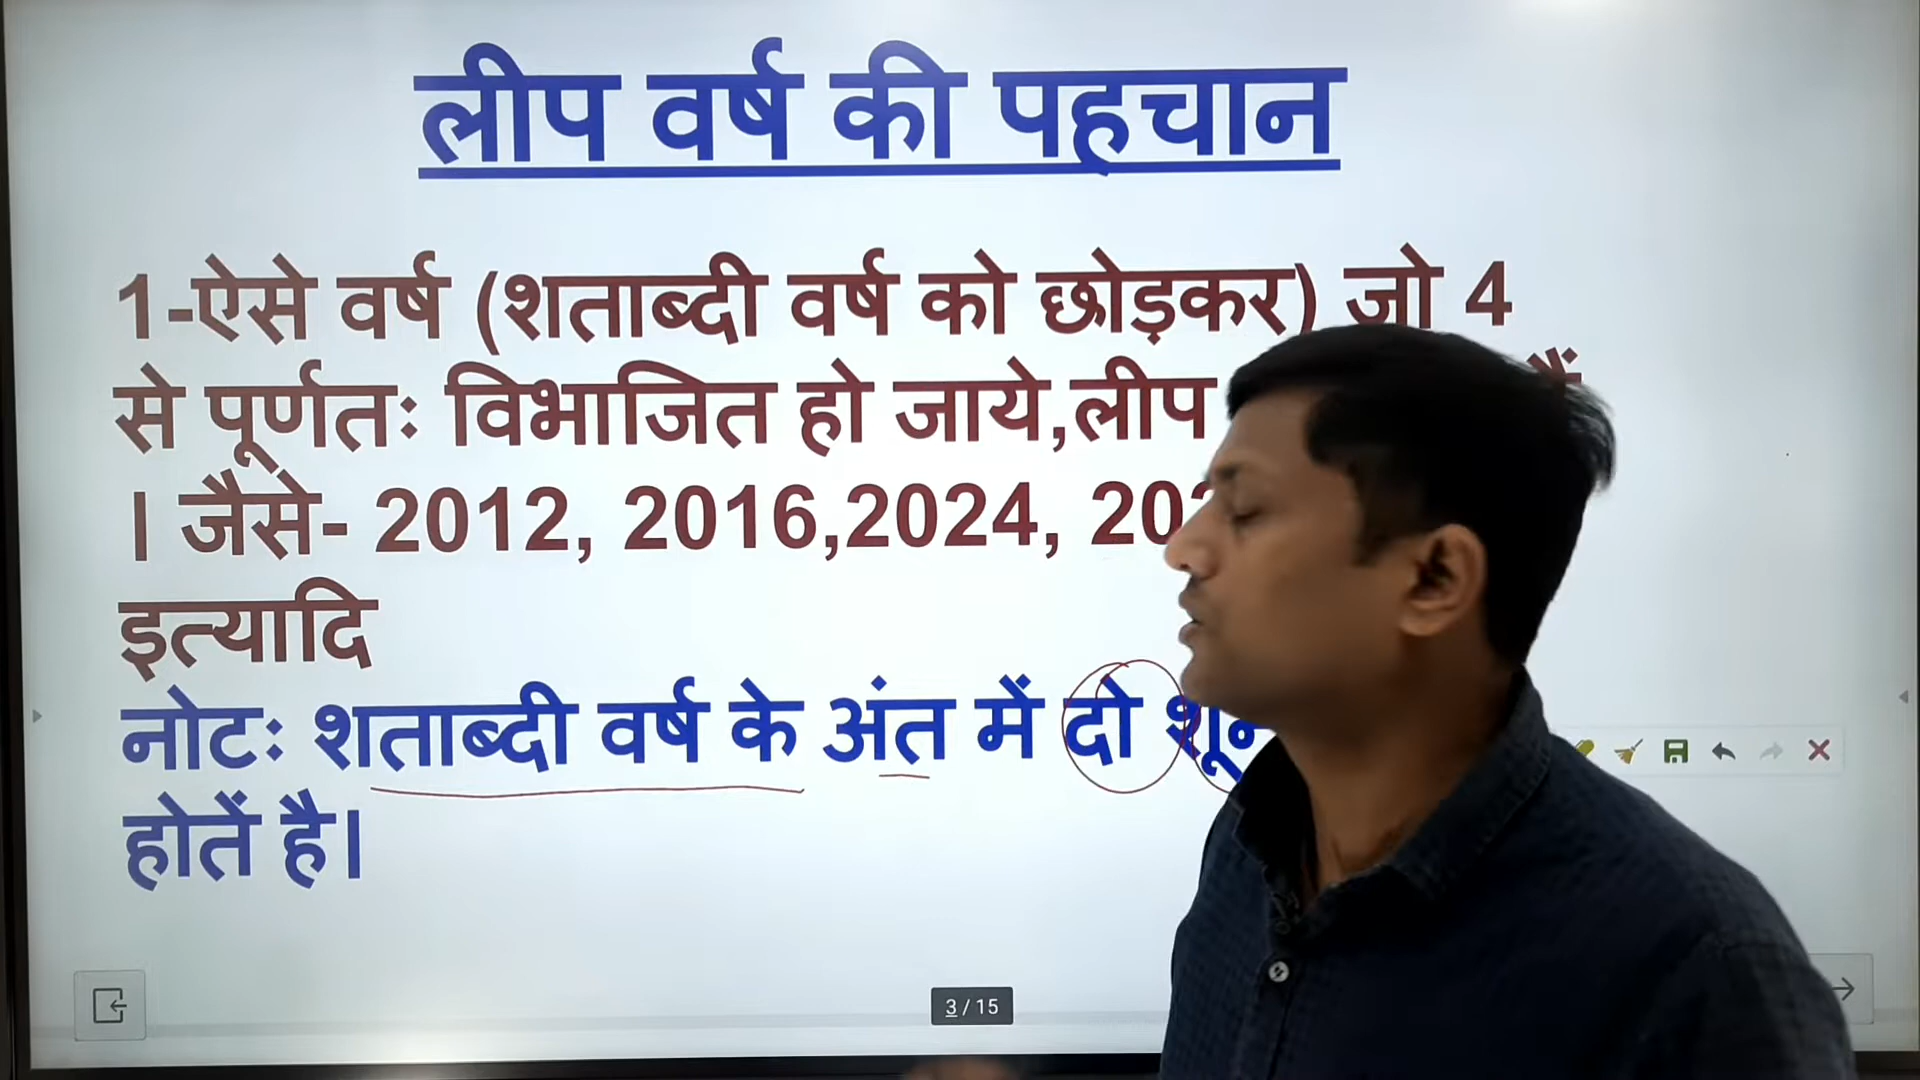 लीप वर्ष की पहचान
1-ऐसे वर्ष (शताब्दी वर्ष को छोड़कर) जो 4
से पूर्णतः विभाजित हो जाये,लीप
। जैसे- 2012, 2016,2024,
इत्यादि
नोटः शताब्दी वर्ष के अंत में दो
होतें है।
3 / 15